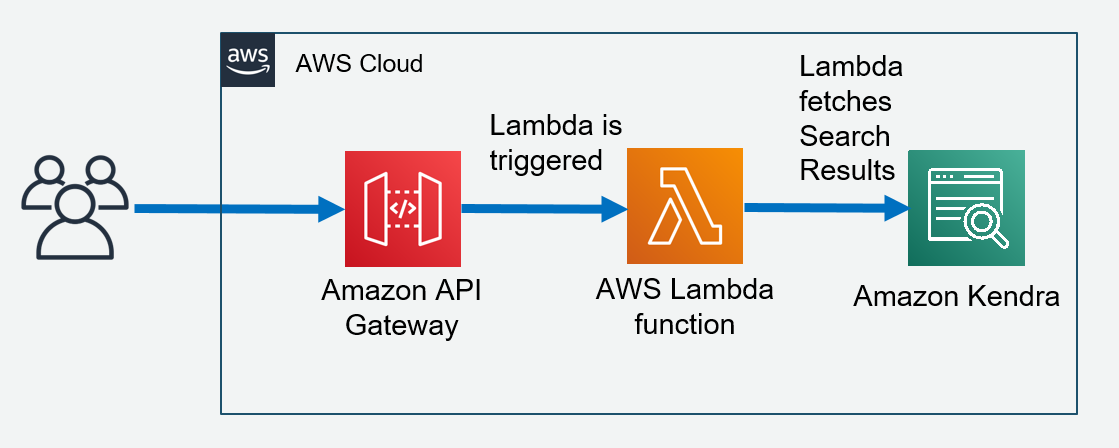 aws
AWS Cloud
Lambda is
triggered
Lambda
fetches
Search
Results
</>
Amazon API
Gateway
AWS Lambda
function
Amazon Kendra